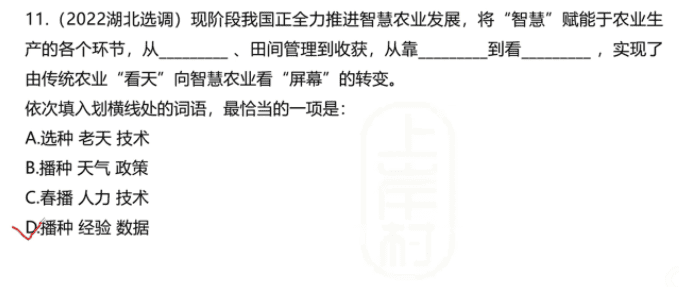 11.（2022湖北选调）现阶段我国正全力推进智慧农业发展，将“智慧”赋能于农业生
产的各个环节，从_________ 、田间管理到收获，从靠_________到看_________ ，实现了
由传统农业“看天”向智慧农业看“屏幕”的转变。
依次填入划横线处的词语，最恰当的一项是：
A.选种 老天 技术
B.播种 天气 政策
C.春播 人力 技术
D.播种 经验 数据
上岸村